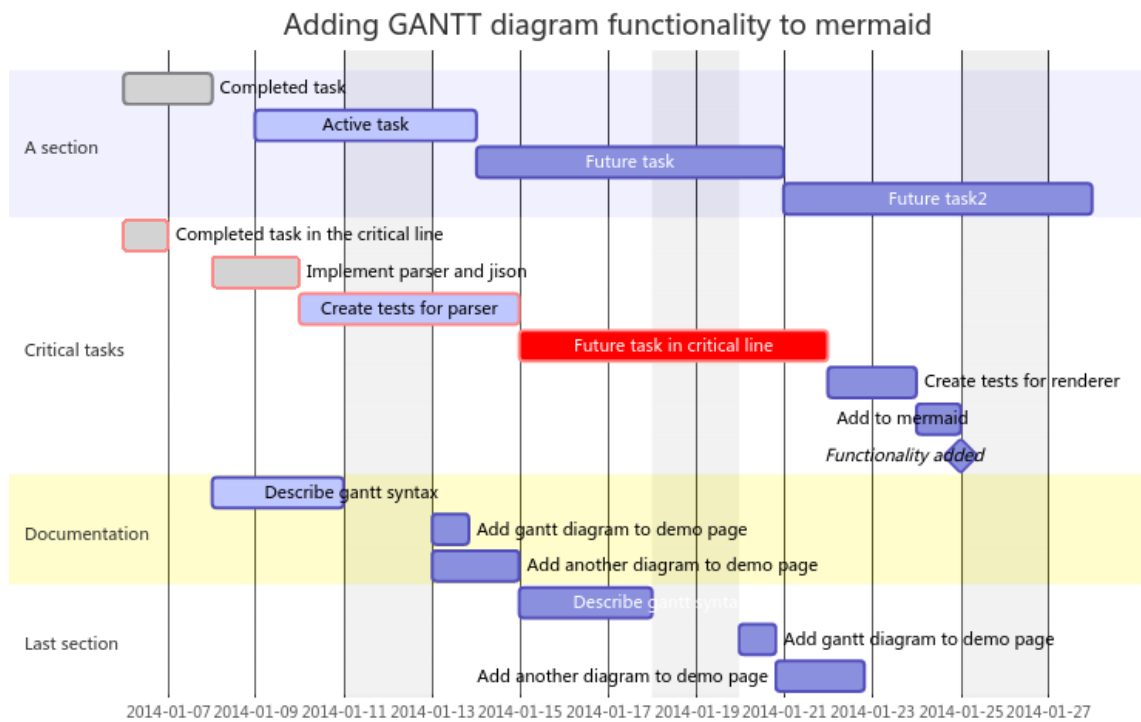 Adding GANTT diagram functionality to mermaid
Completed task
Active task
A section
Future task
Future task2
Completed task in the critical line
Implement parser and jison
Create tests for parser
Future task in critical line
Critical tasks
Create tests for renderer
Add to mermaid
Functionality added
Describe gantt syntax
Add gantt diagram to demo page
Documentation
Add another diagram to demo page
Describe gantt syntax
Add gantt diagram to demo page
Last section
Add another diagram to demo page
2014-01-07 2014-01-09 2014-01-11 2014-01-13 2014-01-15 2014-01-17 2014-01-19 2014-01-21 2014-01-23 2014-01-25 2014-01-27